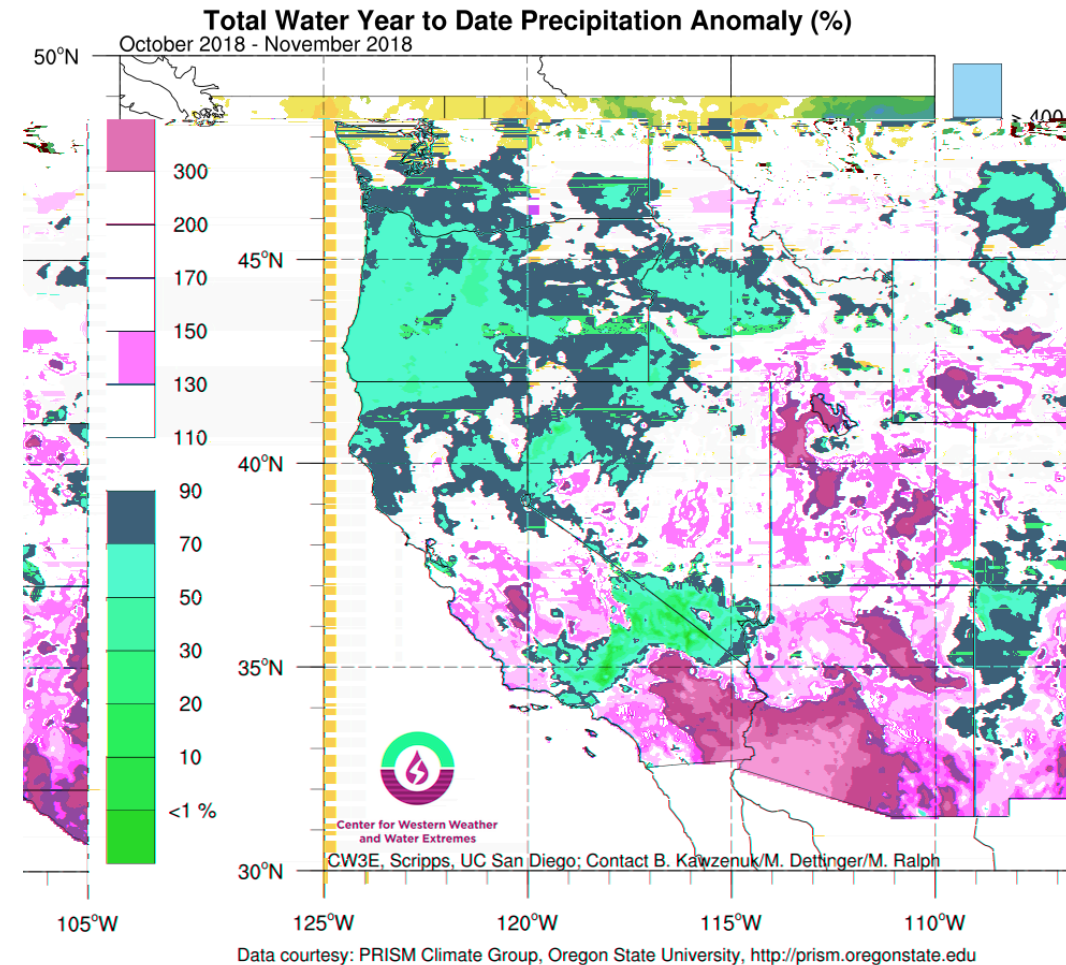 Total Water Year to Date Precipitation Anomaly (%)
October 2018 - November 2018
50°N
300
200
170
150
130
110
90
70
50
30
20
10
<1 %
45°N
40°N
35°N
30°N
Center for Western Weather
and Water Extremes
CW3E, Scripps, UC San Diego; Contact B. Kawzenuk/M. Dettinger/M. Ralph
105°W
125°W
120°W
115°W
110°W
Data courtesy: PRISM Climate Group, Oregon State University, http://prism.oregonstate.edu